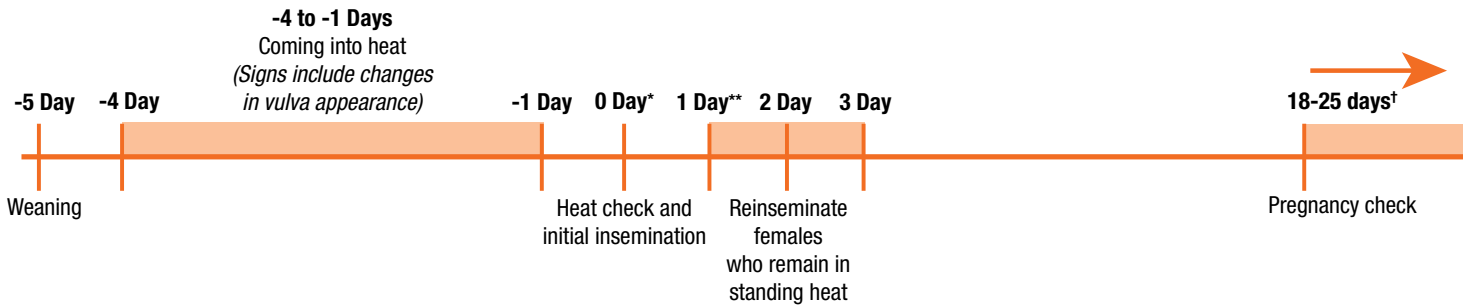 -4 to -1 Days
Coming into heat
(Signs include changes
in vulva appearance)
-5 Day
-4 Day
-1 Day
0 Day*
1 Day**
2 Day
3 Day
18-25 days†
Weaning
Heat check and
initial insemination
Reinseminate
females
who remain in
standing heat
Pregnancy check